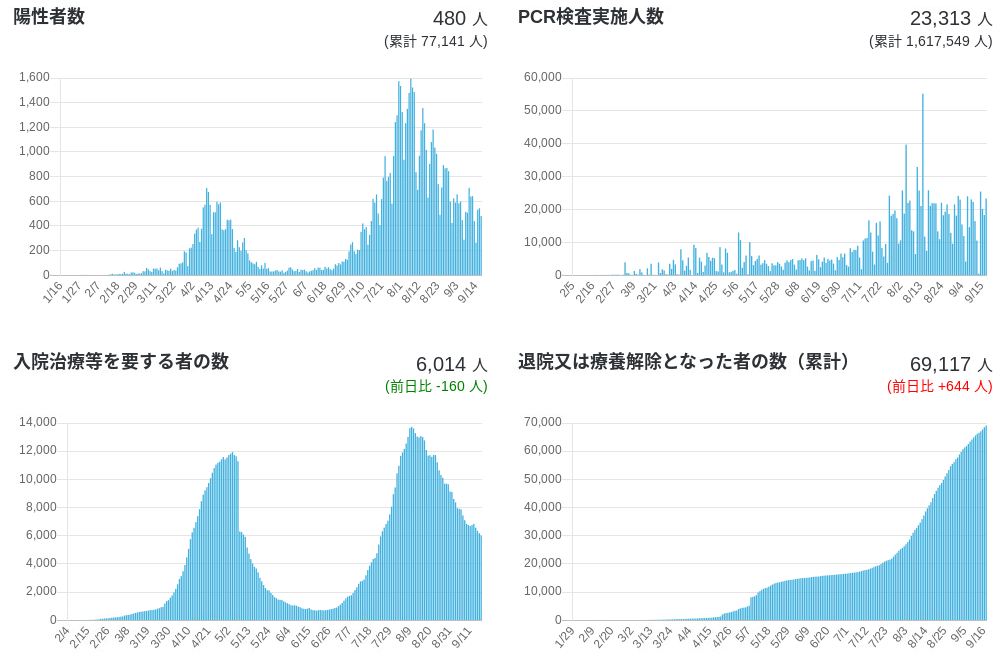 陽性者数
480 人
(累計 77,141 人)
1,600
1,400
1,200
1,000
800
600
400
200
0
1/16 1/27 2/7 2/18 2/29 3/11 3/22 4/2 4/13 4/24 5/5 5/16 5/27 6/7 6/18 6/29 7/10 7/21 8/1 8/12 8/23 9/3 9/14
PCR検査実施人数
23,313 人
(累計 1,617,549 人)
60,000
50,000
40,000
30,000
20,000
10,000
0
2/5 2/16 2/27 3/9 3/21 4/3 4/14 4/25 5/6 5/17 5/28 6/8 6/19 6/30 7/11 7/22 8/2 8/13 8/24 9/4 9/15
入院治療等を要する者の数
6,014 人
(前日比 -160 人)
14,000
12,000
10,000
8,000
6,000
4,000
2,000
0
2/4 2/15 2/26 3/8 3/19 3/30 4/10 4/21 5/2 5/13 5/24 6/4 6/15 6/26 7/7 7/18 7/29 8/9 8/20 8/31 9/11
退院又は療養解除となった者の数（累計）
69,117 人
(前日比 +644 人)
70,000
60,000
50,000
40,000
30,000
20,000
10,000
0
1/29 2/9 2/20 3/2 3/13 3/24 4/4 4/15 4/26 5/7 5/18 5/29 6/9 6/20 7/1 7/12 7/23 8/3 8/14 8/25 9/5 9/16